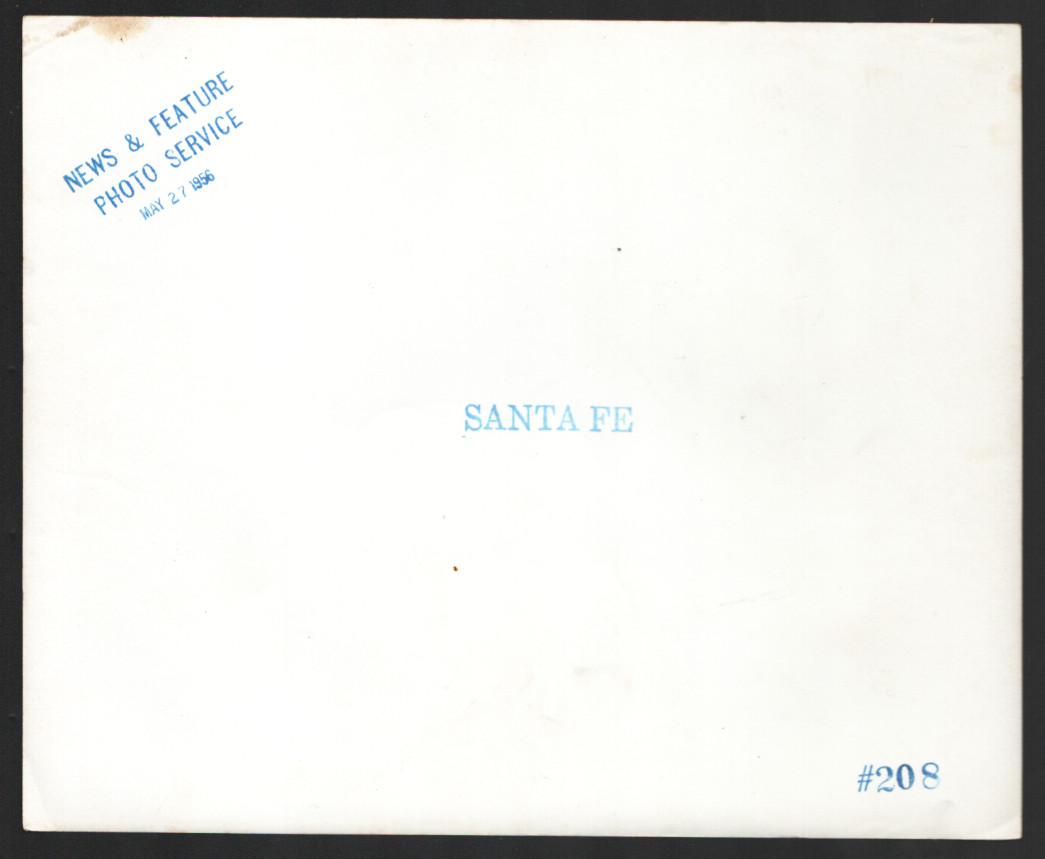 NEWS & FEATURE
PHOTO SERVICE
MAY 27 1956
SANTA FE
#208